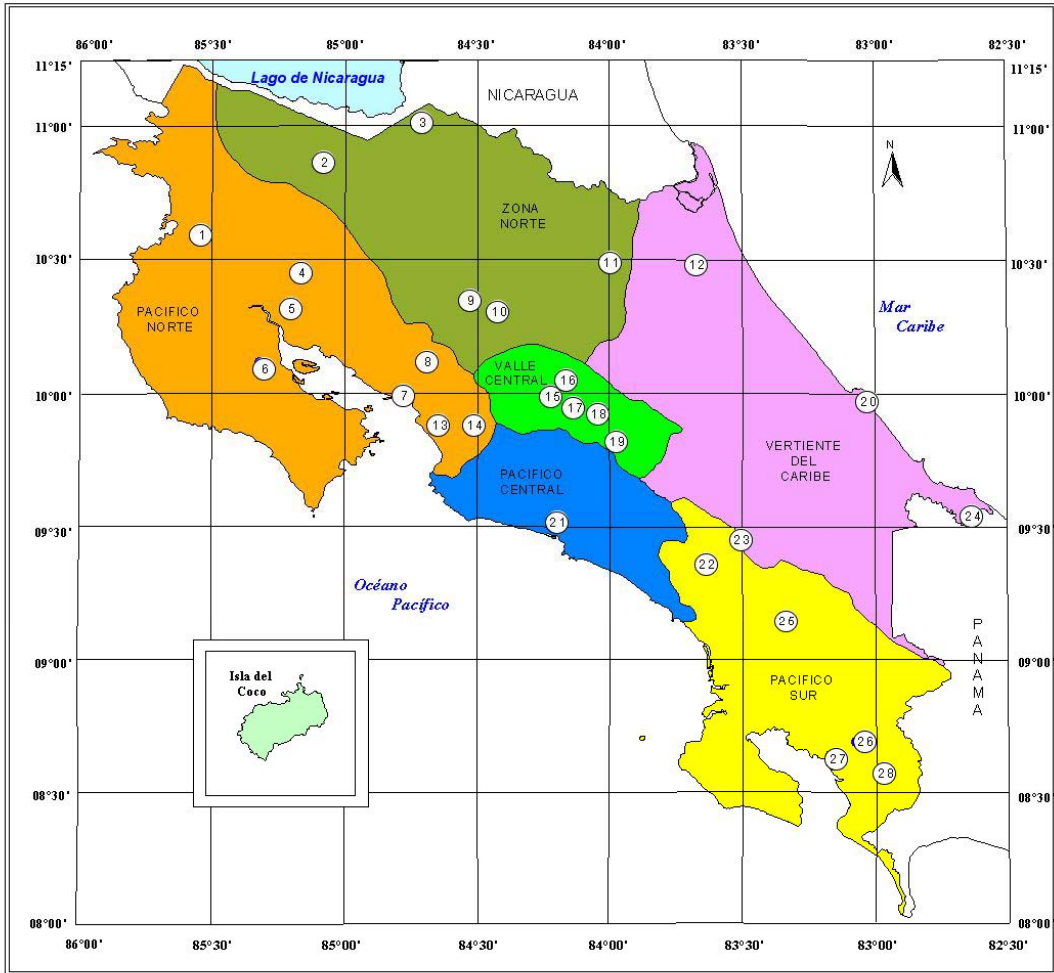 86°00'
85°30'
85°00'
84°30'
84°00'
83°30'
83°00'
82°30'
11°15'
11°15'
Lago de Nicaragua
NICARAGUA
11°00'
11°00'
3
N
2
ZONA
NORTE
1
10°30'
10°30'
11
12
4
PACIFICO
NORTE
5
9
10
Mar
Caribe
8
VALLE
CENTRAL
16
6
10°00'
10°00'
7
15
17
18
20
13
14
19
VERTIENTE
DEL
CARIBE
PACIFICO
CENTRAL
21
24
09°30'
09°30'
23
22
Océano
Pacífico
25
PANAMA
09°00'
09°00'
Isla del
Coco
PACIFICO
SUR
26
27
28
08°30'
08°30'
08°00'
08°00'
86°00'
85°30'
85°00'
84°30'
84°00'
83°30'
83°00'
82°30'